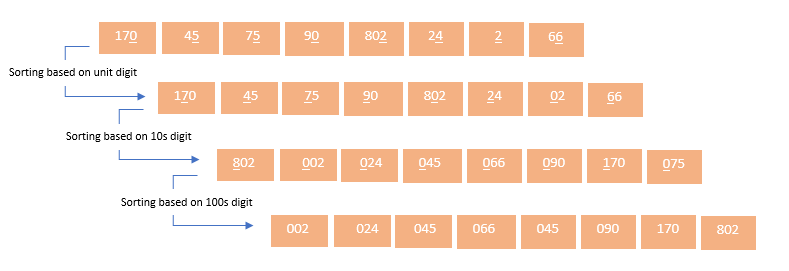 170 45 75 90 802 24 2 66
Sorting based on unit digit
170 45 75 90 802 24 02 66
Sorting based on 10s digit
802 002 024 045 066 090 170 075
Sorting based on 100s digit
002 024 045 066 045 090 170 802